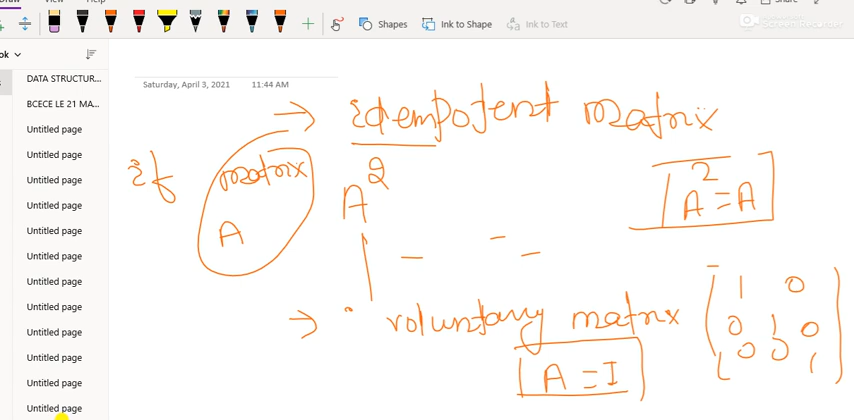 Share
Shapes
Ink to Shape
Ink to Text
Screen Recorder
DATA STRUCTUR...
BCECE LE 21 MA...
Untitled page
Untitled page
Untitled page
Untitled page
Untitled page
Untitled page
Untitled page
Untitled page
Untitled page
Untitled page
Untitled page
Untitled page
Saturday, April 3, 2021 11:44 AM
→ idempotent matrix
if matrix A
A²
A² = A
→ voluntary matrix
1 0
0 1 0
0 0 1
A = I